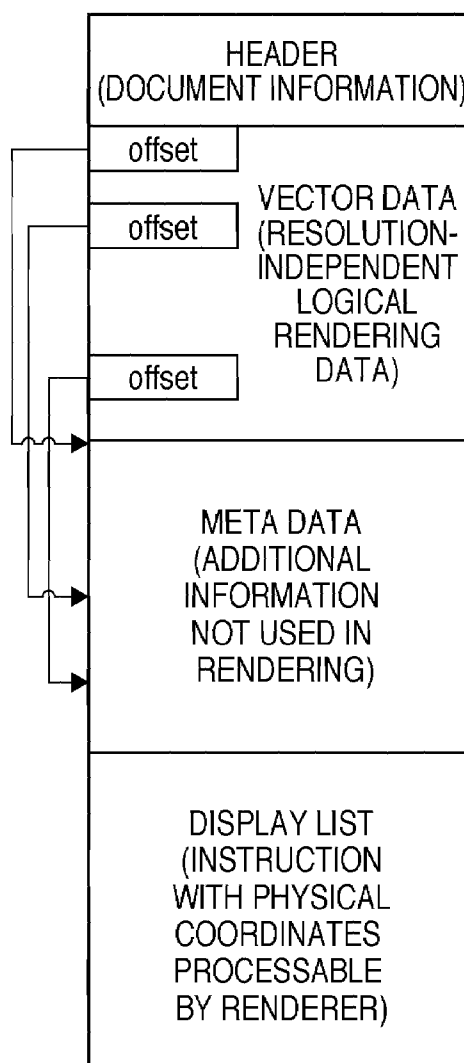 HEADER
(DOCUMENT INFORMATION)
offset
offset
VECTOR DATA
(RESOLUTION-
INDEPENDENT
LOGICAL
RENDERING
DATA)
offset
META DATA
(ADDITIONAL
INFORMATION
NOT USED IN
RENDERING)
DISPLAY LIST
(INSTRUCTION
WITH PHYSICAL
COORDINATES
PROCESSABLE
BY RENDERER)